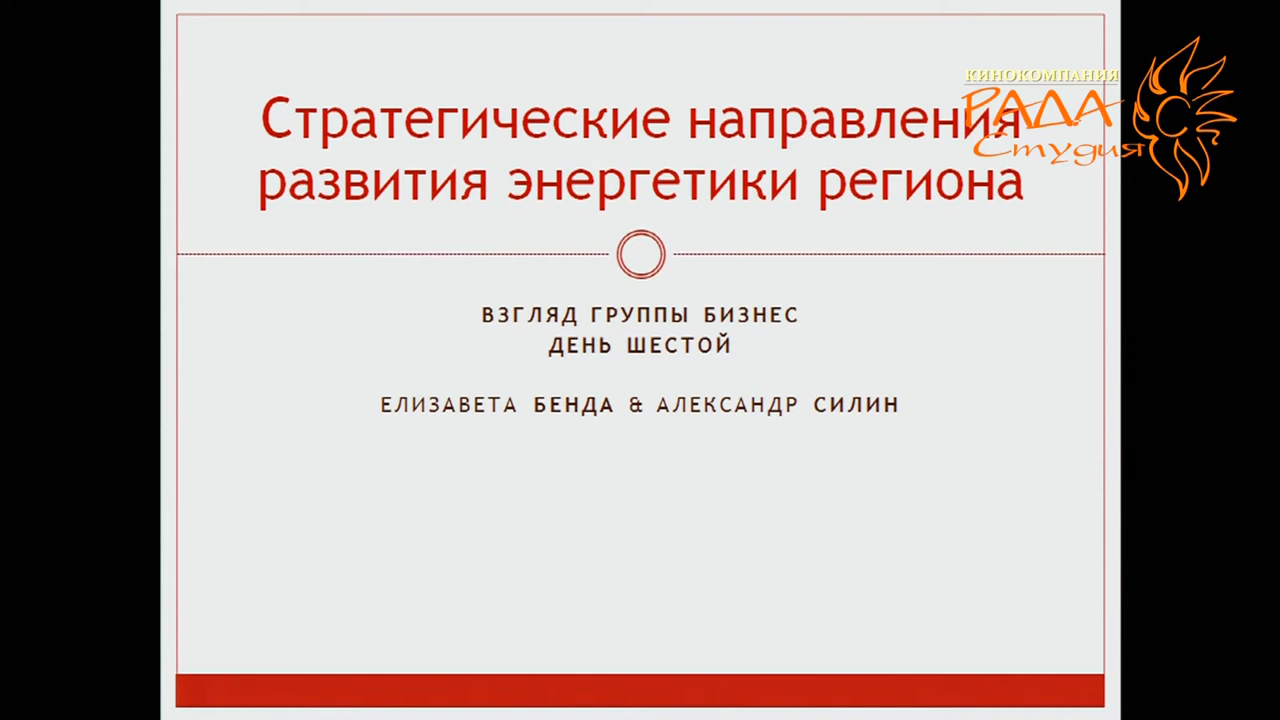 Стратегические направления
развития энергетики региона
ВЗГЛЯД ГРУППЫ БИЗНЕС
ДЕНЬ ШЕСТОЙ
ЕЛИЗАВЕТА БЕНДА & АЛЕКСАНДР СИЛИН
КИНОКОМПАНИЯ
РАДА
Студия